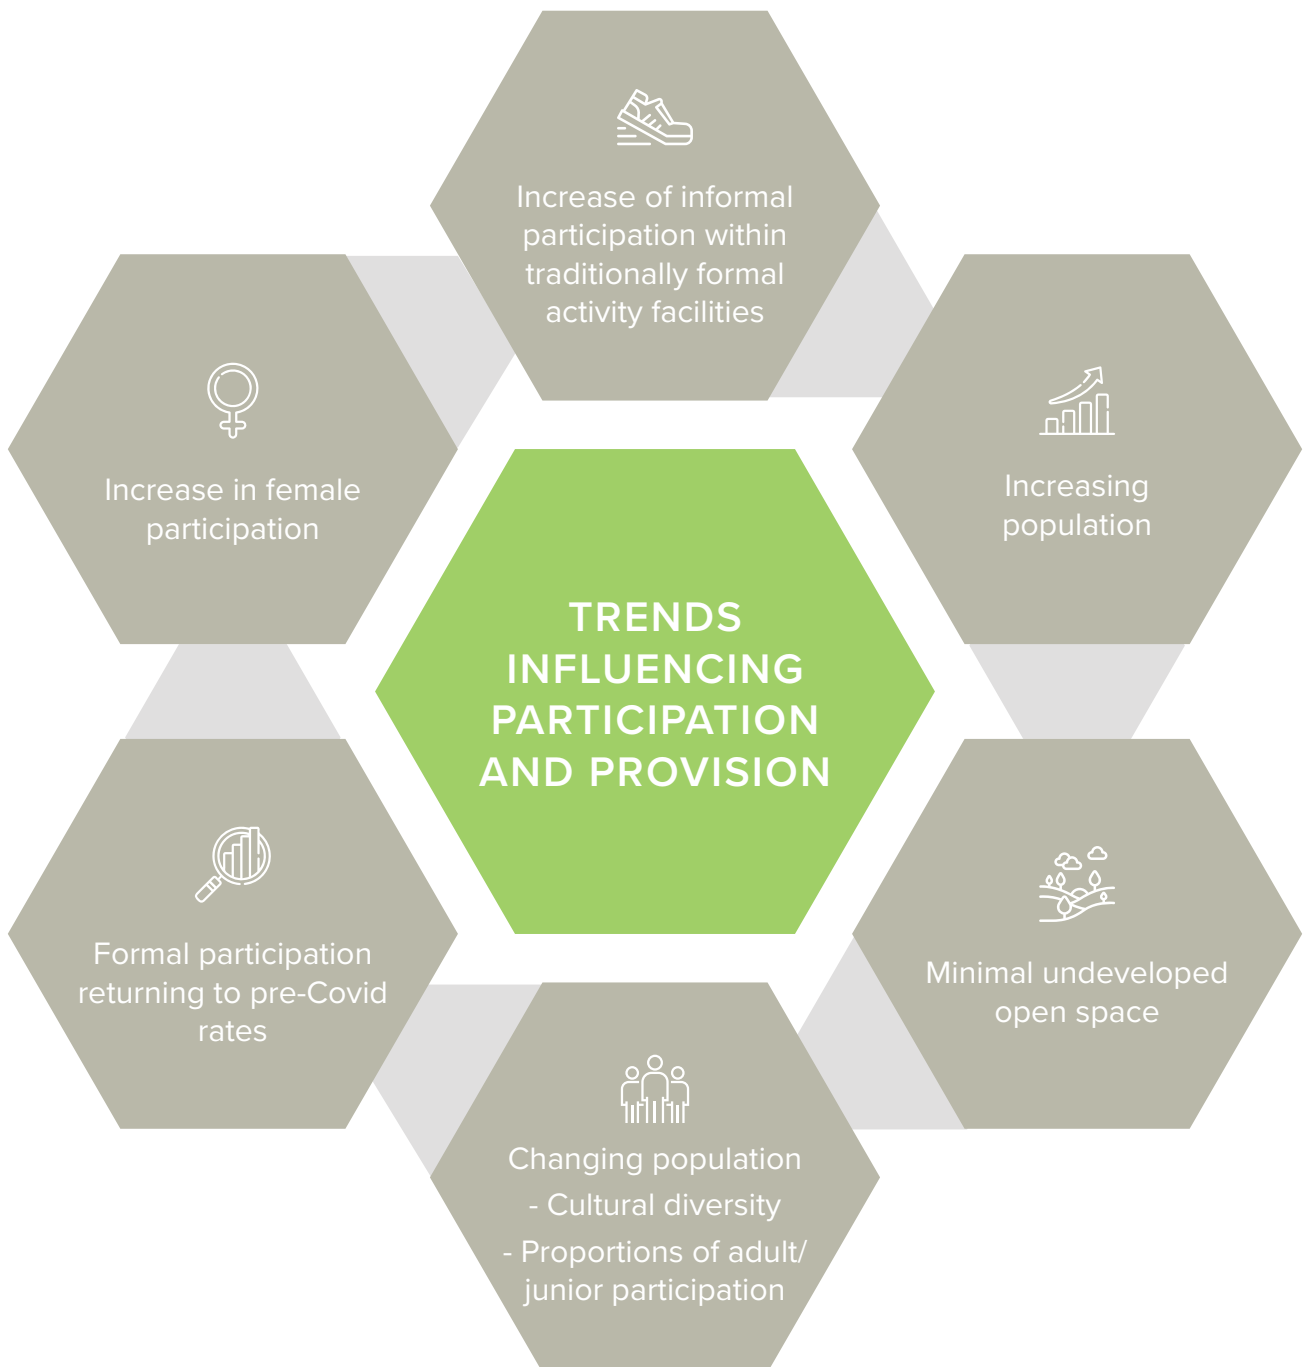 Increase of informal
participation within
traditionally formal
activity facilities
Increase in female
participation
Increasing
population
TRENDS
INFLUENCING
PARTICIPATION
AND PROVISION
Formal participation
returning to pre-Covid
rates
Minimal undeveloped
open space
Changing population
- Cultural diversity
- Proportions of adult/
junior participation